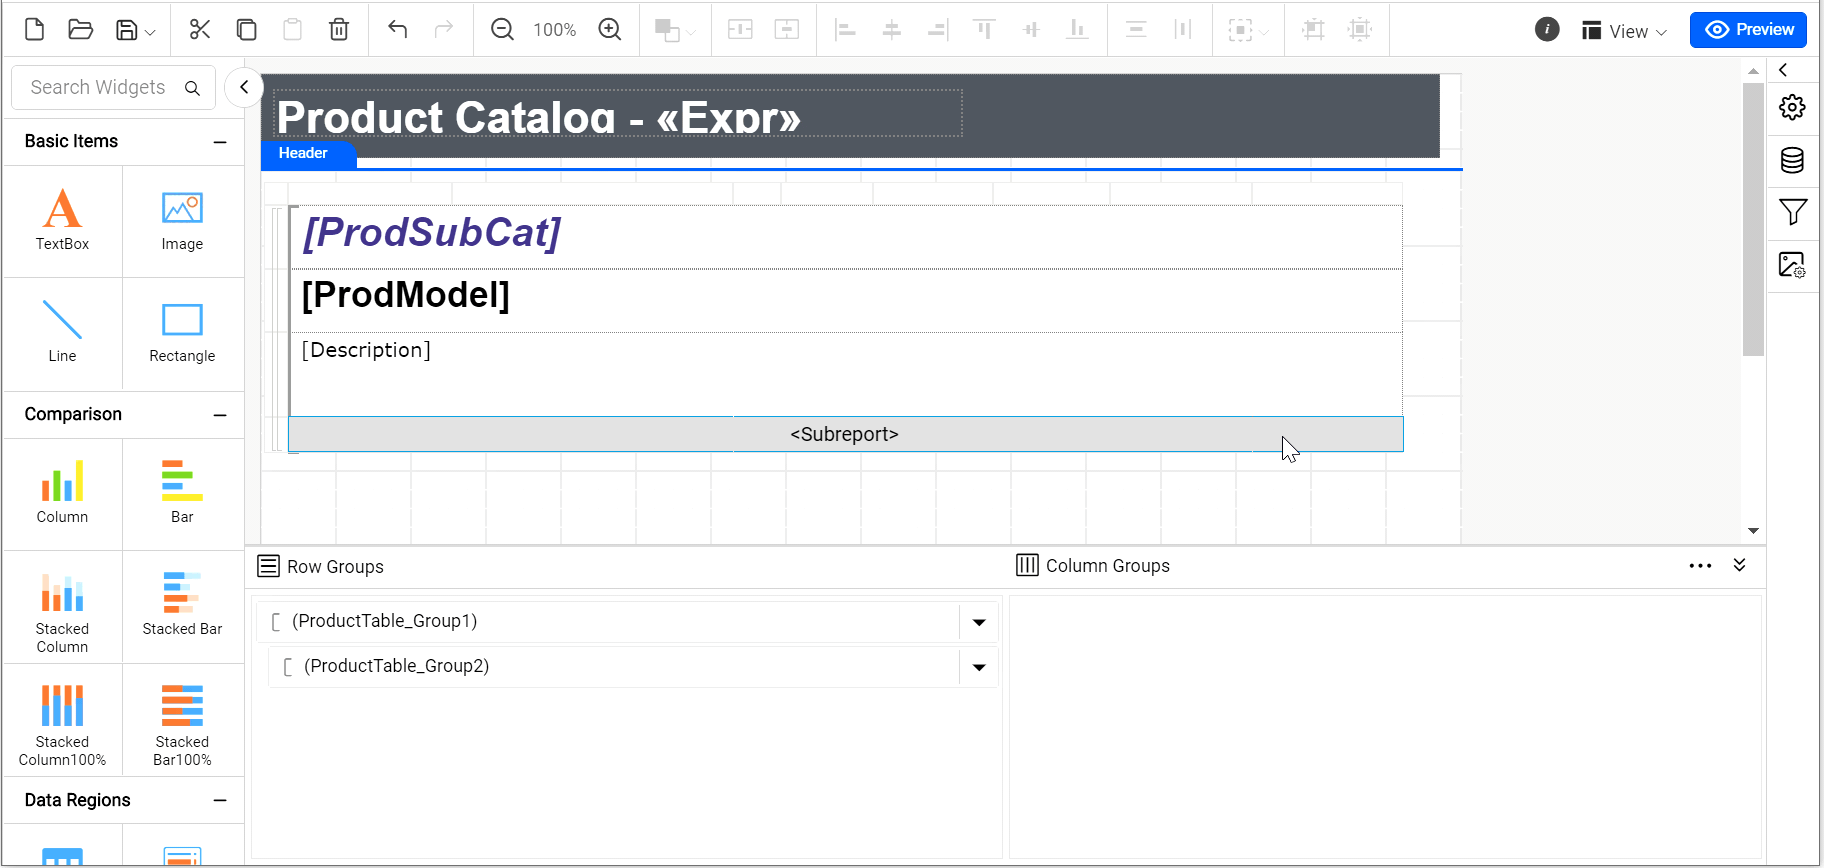 100%
i
View
Preview
Search Widgets
Basic Items
A
TextBox
Image
Line
Rectangle
Comparison
Column
Bar
Stacked
Column
Stacked Bar
Stacked
Column100%
Stacked
Bar100%
Data Regions
Product Catalog - «Expr»
Header
[ProdSubCat]
[ProdModel]
[Description]
<Subreport>
Row Groups
(ProductTable_Group1)
(ProductTable_Group2)
Column Groups